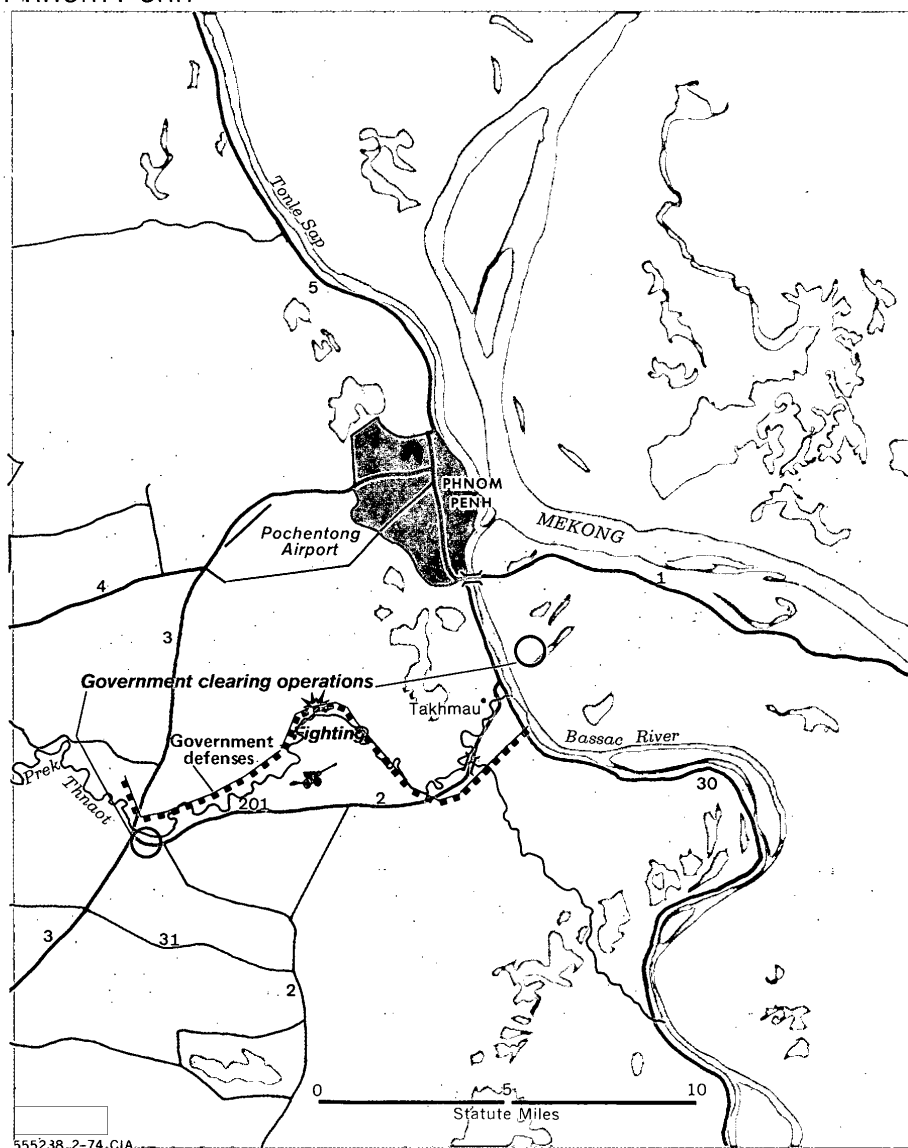 Tonle Sap
5
PHNOM
PENH
MEKONG
Pochentong
Airport
4
1
3
Government clearing operations
Takhmau
Fighting
Government
defenses
Bassac River
Prek
Thnaot
201
2
30
3
31
2
0 5 10
Statute Miles
555238 2-74 CIA